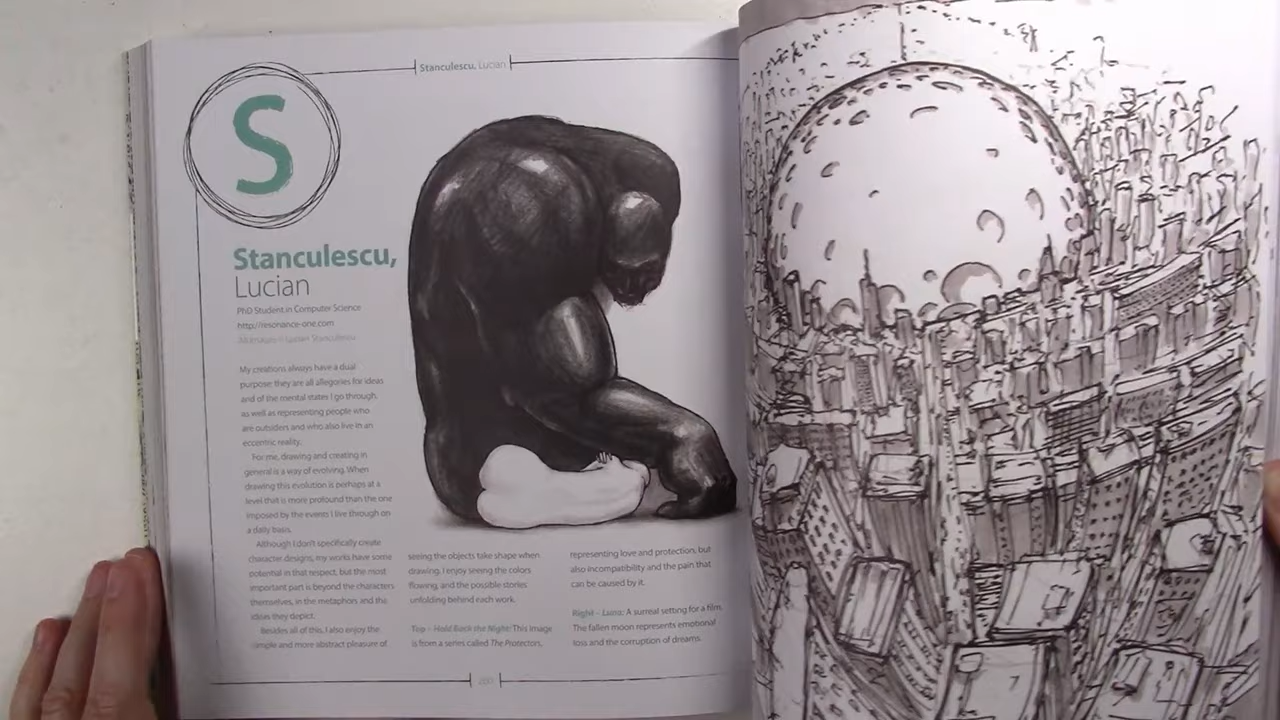 Stanculescu, Lucian
S
Stanculescu,
Lucian
PhD Student in Computer Science
http://resonance-one.com
All images © Lucian Stanculescu
My creations always have a dual
purpose; they are all allegories for ideas
and of the mental states I go through,
as well as representing people who
are outsiders and who also live in an
eccentric reality.
For me, drawing and creating in
general is a way of evolving. When
drawing this evolution is perhaps at a
level that is more profound than the one
imposed by the events I live through on
a daily basis.
Although I don't specifically create
character designs, my works have some
potential in that respect, but the most
important part is beyond the characters
themselves, in the metaphors and the
ideas they depict.
Besides all of this, I also enjoy the
simple and more abstract pleasure of
seeing the objects take shape when
drawing. I enjoy seeing the colors
flowing, and the possible stories
unfolding behind each work.
Top – Hold Back the Night: This image
is from a series called The Protectors,
representing love and protection, but
also incompatibility and the pain that
can be caused by it.
Right – Luna: A surreal setting for a film.
The fallen moon represents emotional
loss and the corruption of dreams.